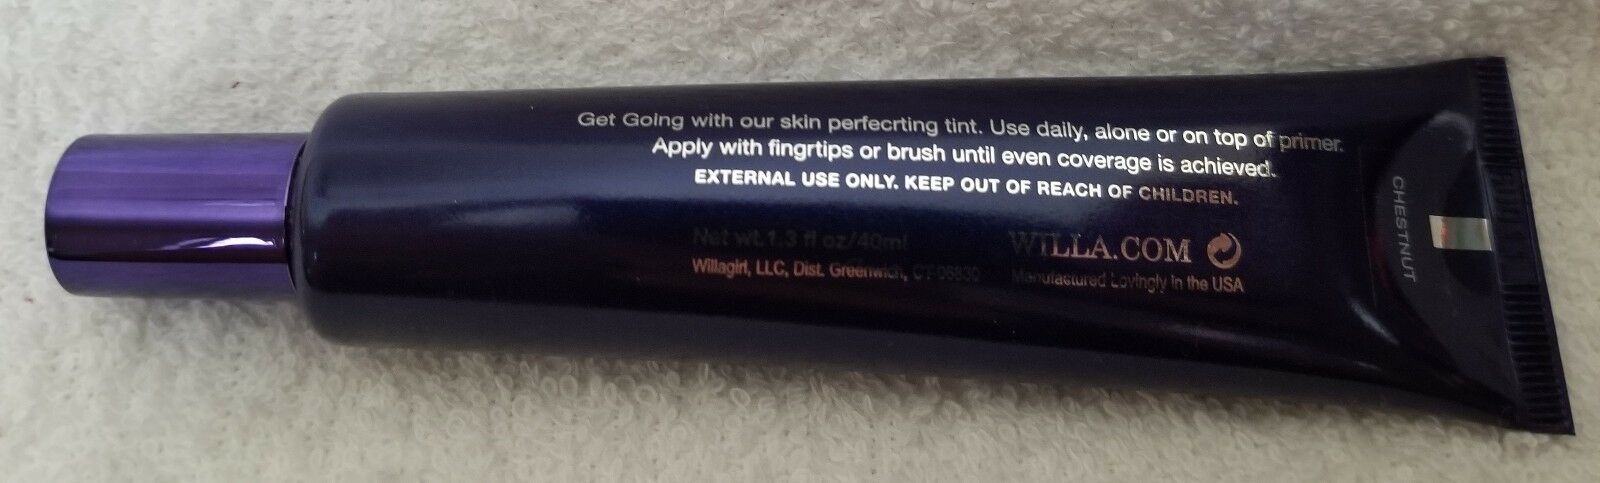 Get Going with our skin perfecrting tint. Use daily, alone or on top of primer.
Apply with fingrtips or brush until even coverage is achieved.
EXTERNAL USE ONLY. KEEP OUT OF REACH OF CHILDREN.
Net wt. 1.3 fl oz/40ml
WILLA.COM
Willagirl, LLC, Dist. Greenwich, CT 06830
Manufactured Lovingly in the USA
CHESTNUT